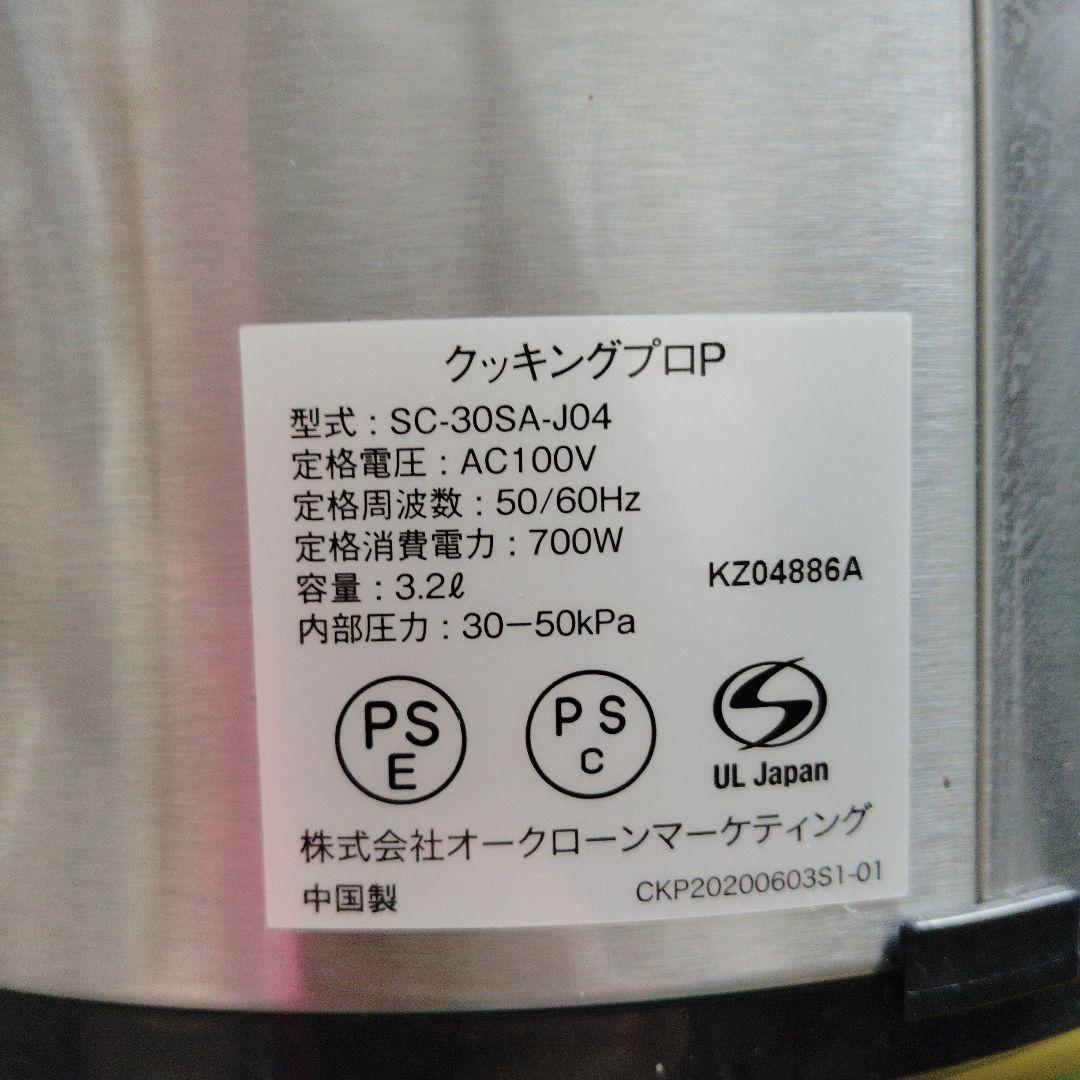 クッキングプロP
型式：SC-30SA-J04
定格電圧：AC100V
定格周波数：50/60Hz
定格消費電力：700W
容量：3.2ℓ
内部圧力：30－50kPa
KZ04886A
PS
E
PS
C
UL Japan
株式会社オークローンマーケティング
中国製
CKP20200603S1-01